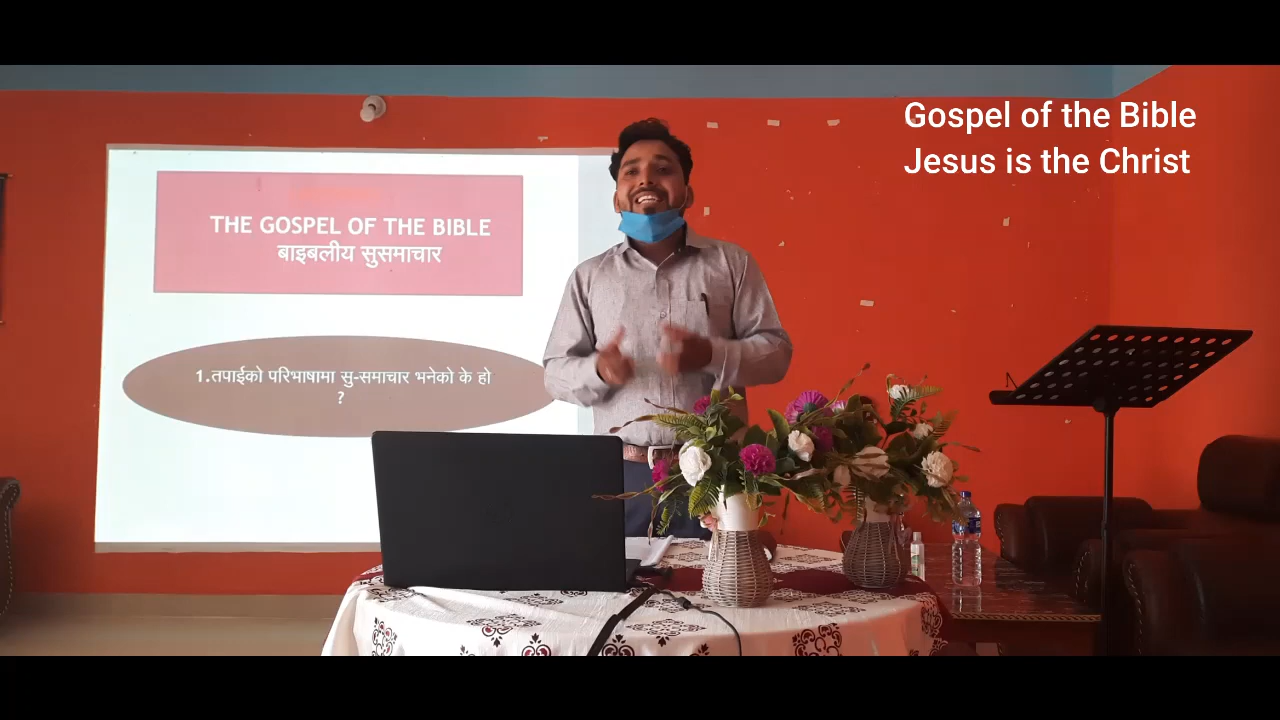 Gospel of the Bible
Jesus is the Christ
THE GOSPEL OF THE BIBLE
बाइबलीय सुसमाचार
1.तपाईको परिभाषामा सु-समाचार भनेको के हो
?